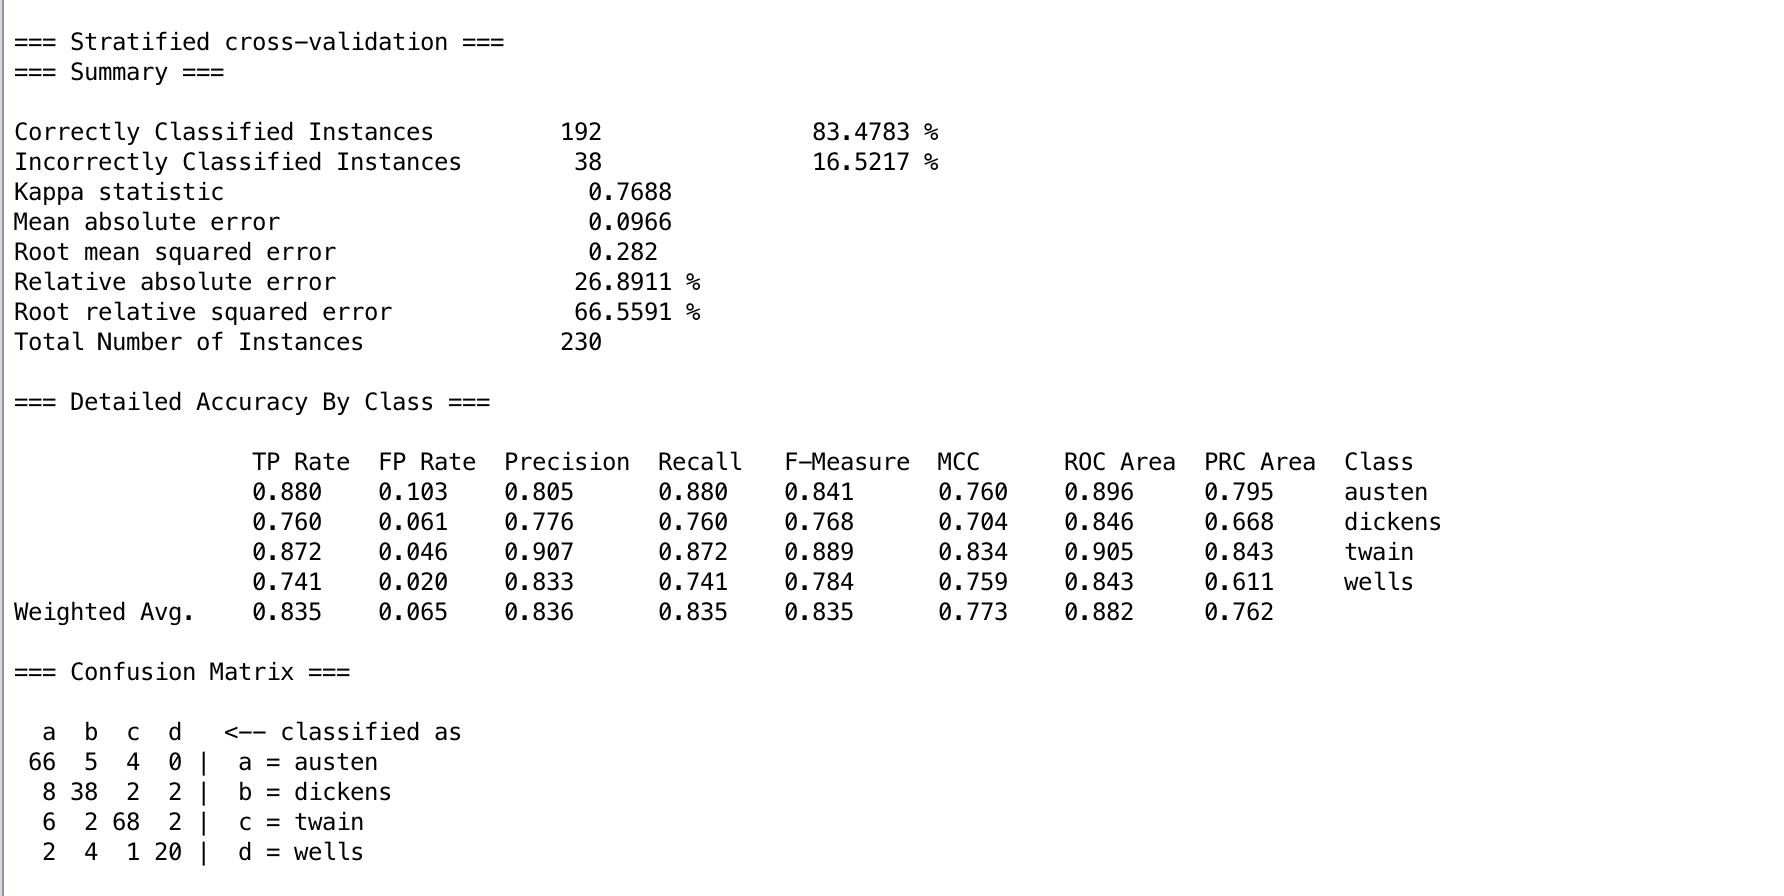 === Stratified cross-validation ===
=== Summary ===
Correctly Classified Instances 192 83.4783 %
Incorrectly Classified Instances 38 16.5217 %
Kappa statistic 0.7688
Mean absolute error 0.0966
Root mean squared error 0.282
Relative absolute error 26.8911 %
Root relative squared error 66.5591 %
Total Number of Instances 230
=== Detailed Accuracy By Class ===
TP Rate FP Rate Precision Recall F-Measure MCC ROC Area PRC Area Class
0.880 0.103 0.805 0.880 0.841 0.760 0.896 0.795 austen
0.760 0.061 0.776 0.760 0.768 0.704 0.846 0.668 dickens
0.872 0.046 0.907 0.872 0.889 0.834 0.905 0.843 twain
0.741 0.020 0.833 0.741 0.784 0.759 0.843 0.611 wells
Weighted Avg. 0.835 0.065 0.836 0.835 0.835 0.773 0.882 0.762
=== Confusion Matrix ===
a b c d <-- classified as
66 5 4 0 | a = austen
8 38 2 2 | b = dickens
6 2 68 2 | c = twain
2 4 1 20 | d = wells